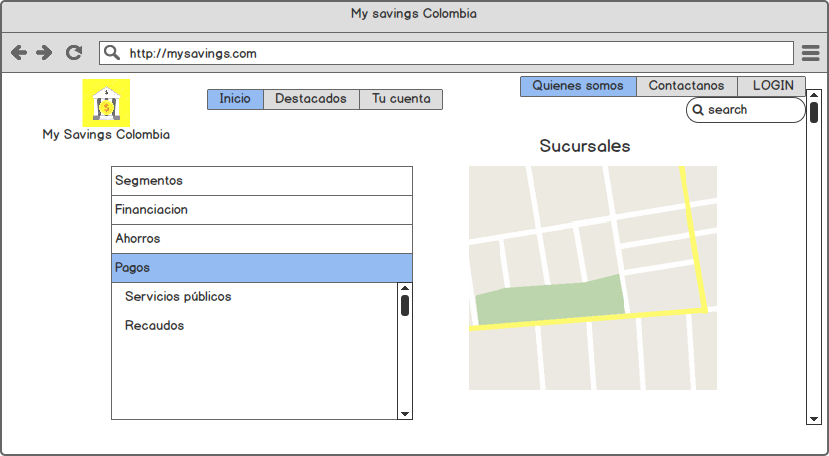 My savings Colombia
http://mysavings.com
Quienes somos Contactanos LOGIN
Inicio Destacados Tu cuenta
search
My Savings Colombia
Sucursales
Segmentos
Financiacion
Ahorros
Pagos
Servicios públicos
Recaudos